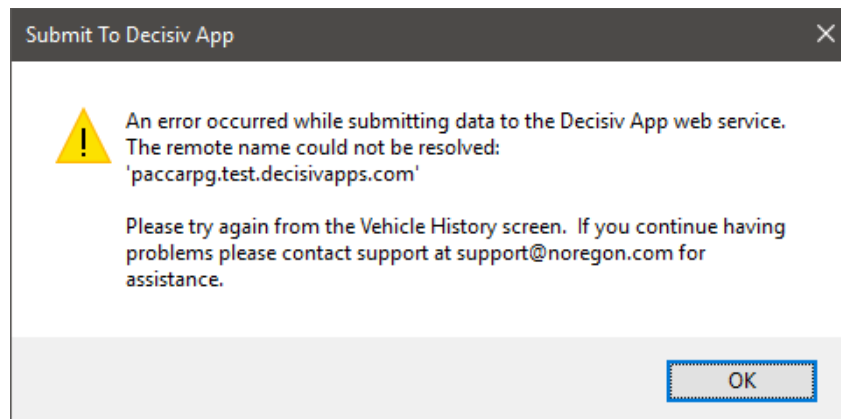 Submit To Decisiv App
An error occurred while submitting data to the Decisiv App web service.
The remote name could not be resolved:
'paccarpg.test.decisivapps.com'
Please try again from the Vehicle History screen.  If you continue having
problems please contact support at support@noregon.com for
assistance.
OK